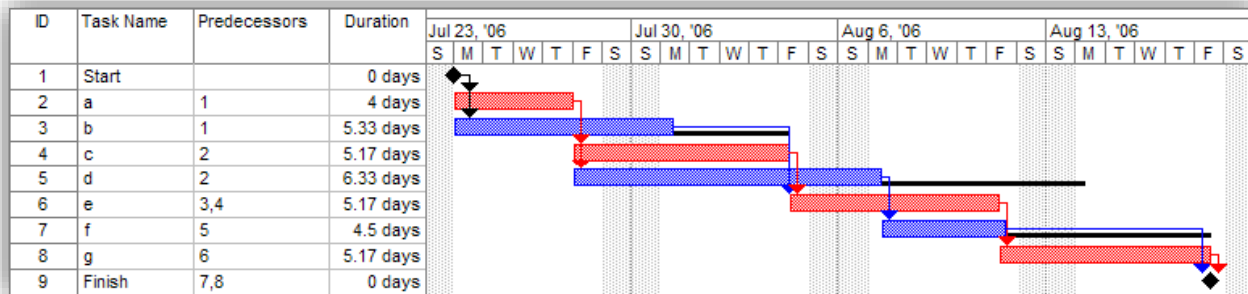 ID Task Name Predecessors Duration
Jul 23, '06 Jul 30, '06 Aug 6, '06 Aug 13, '06
S M T W T F S S M T W T F S S M T W T F S S M T W T F S
1 Start 0 days
2 a 1 4 days
3 b 1 5.33 days
4 c 2 5.17 days
5 d 2 6.33 days
6 e 3,4 5.17 days
7 f 5 4.5 days
8 g 6 5.17 days
9 Finish 7,8 0 days